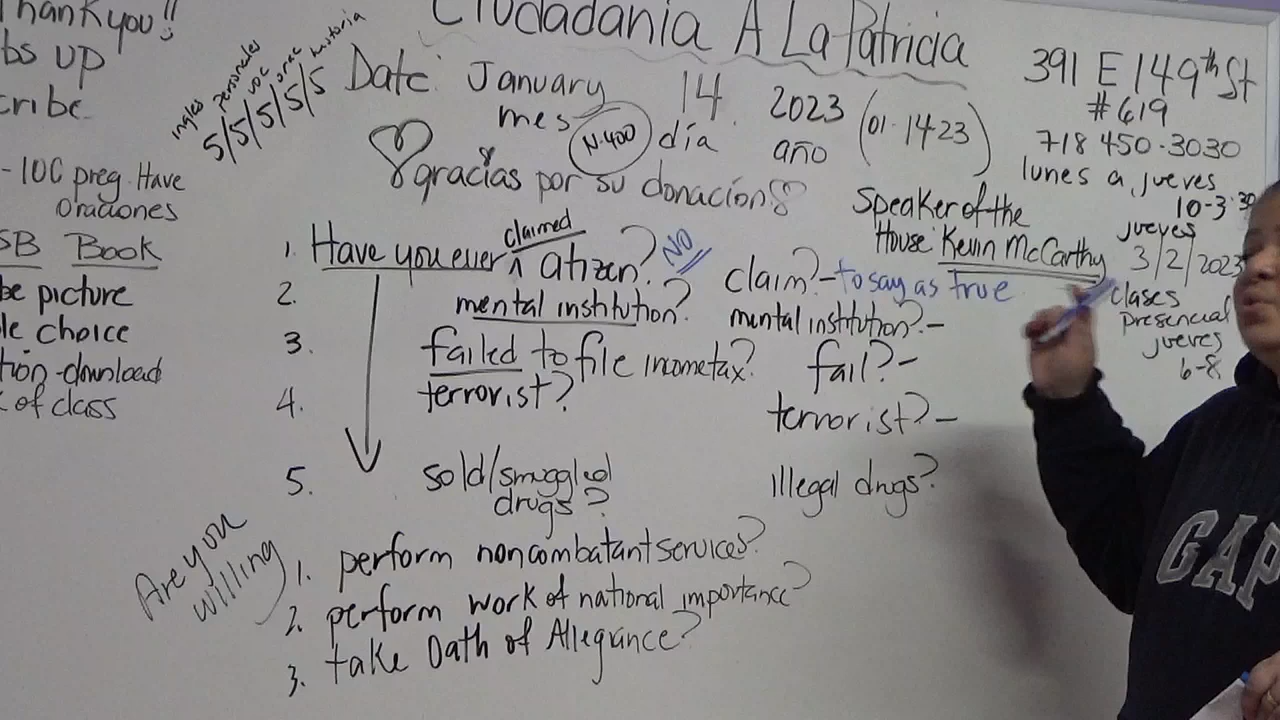 Thank you!!
bs up
cribe
- 100 preg. Have
Oraciones
SB Book
be picture
le choice
tion-download
of class
ingles personales voc orac historia
5/5/5/5/5
Ciudadania A La Patricia
Date: January 14 2023 (01-14-23)
mes día año
N-400
gracias por su donación
1. Have you ever claimed a citizen? NO
2. mental institution?
3. failed to file income tax?
4. terrorist?
5. sold/smuggled
drugs?
claim? - to say as true
mental institution? -
fail? -
terrorist? -
illegal drugs?
Are you
willing
1. perform noncombatant services?
2. perform work of national importance?
3. take Oath of Allegiance?
391 E 149th St
#619
718 450-3030
lunes a jueves
10-3:30
Speaker of the
House Kevin McCarthy
jueves
3/2/2023
clases
presencial
jueves
6-8
GAP